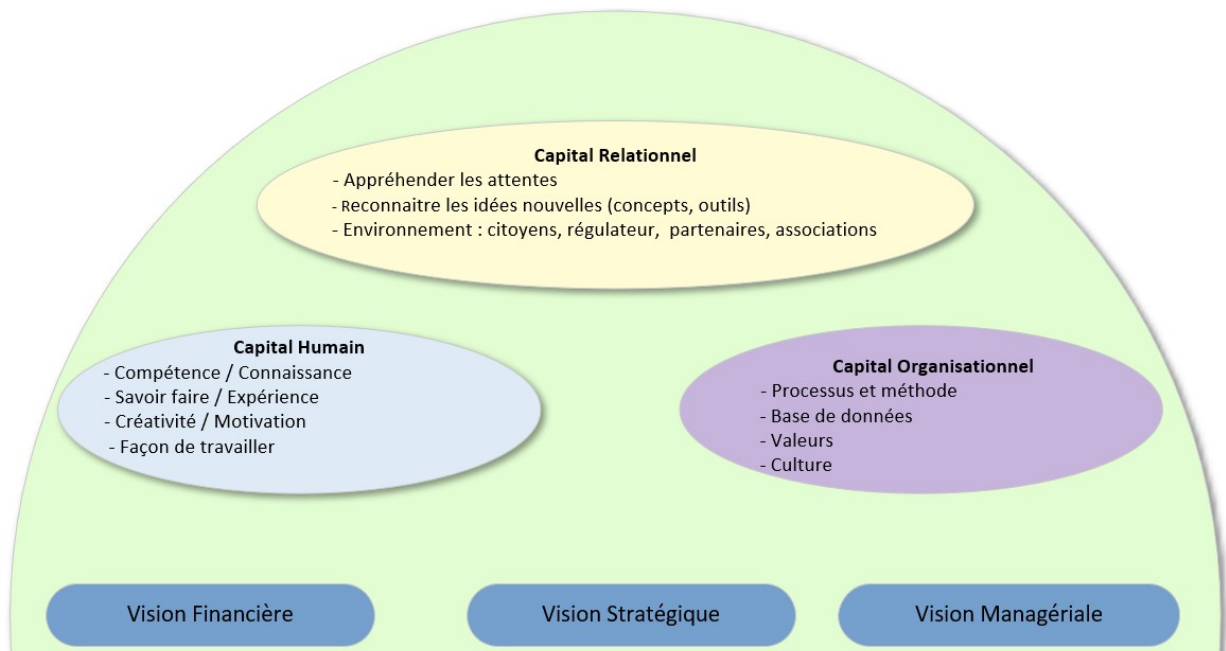 Capital Relationnel
- Appréhender les attentes
- Reconnaitre les idées nouvelles (concepts, outils)
- Environnement : citoyens, régulateur, partenaires, associations
Capital Humain
- Compétence / Connaissance
- Savoir faire / Expérience
- Créativité / Motivation
- Façon de travailler
Capital Organisationnel
- Processus et méthode
- Base de données
- Valeurs
- Culture
Vision Financière
Vision Stratégique
Vision Managériale